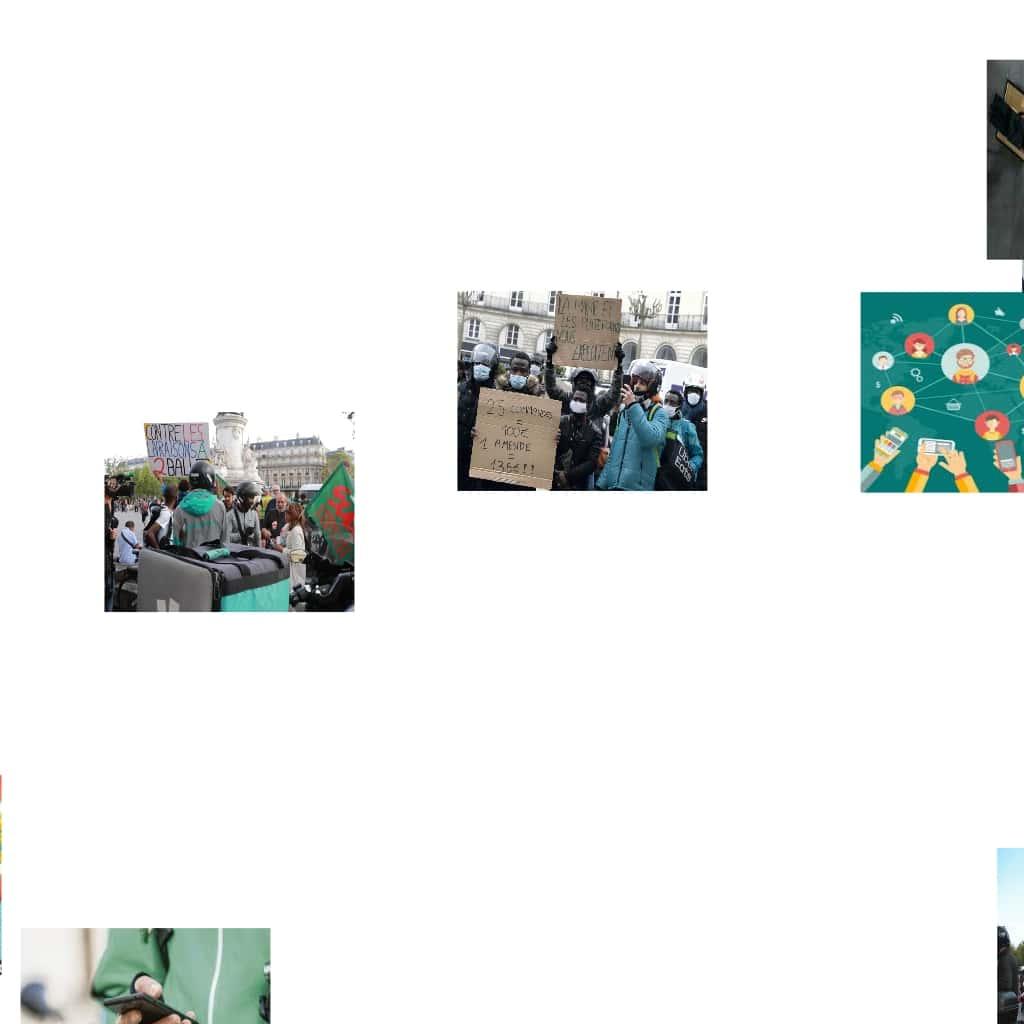 CONTRE LES
LIVRAISONS À
2 BAL
LA MAIRIE ET
LES PLATEFORMES
NOUS
EXPLOITENT
25 COMMANDES
=
100€
1 AMENDE
=
135€!!
Uber
Eats
$